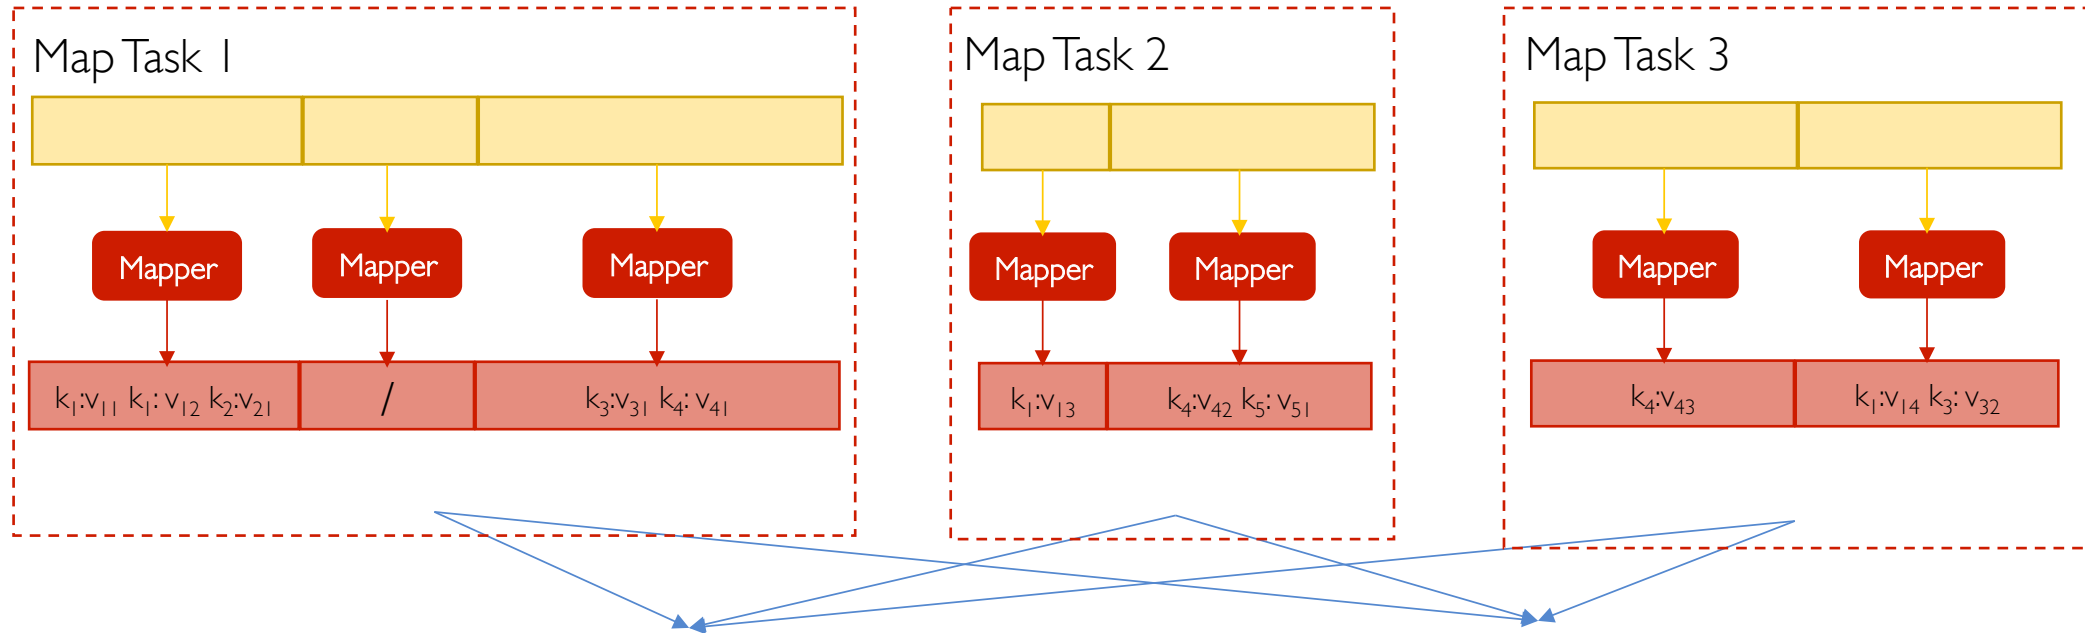 Map Task 1
Map Task 2
Map Task 3
Mapper
Mapper
Mapper
Mapper
Mapper
Mapper
Mapper
k₁:v₁₁ k₁: v₁₂ k₂:v₂₁
/
k₃:v₃₁ k₄: v₄₁
k₁:v₁₃
k₄:v₄₂ k₅: v₅₁
k₄:v₄₃
k₁:v₁₄ k₃: v₃₂